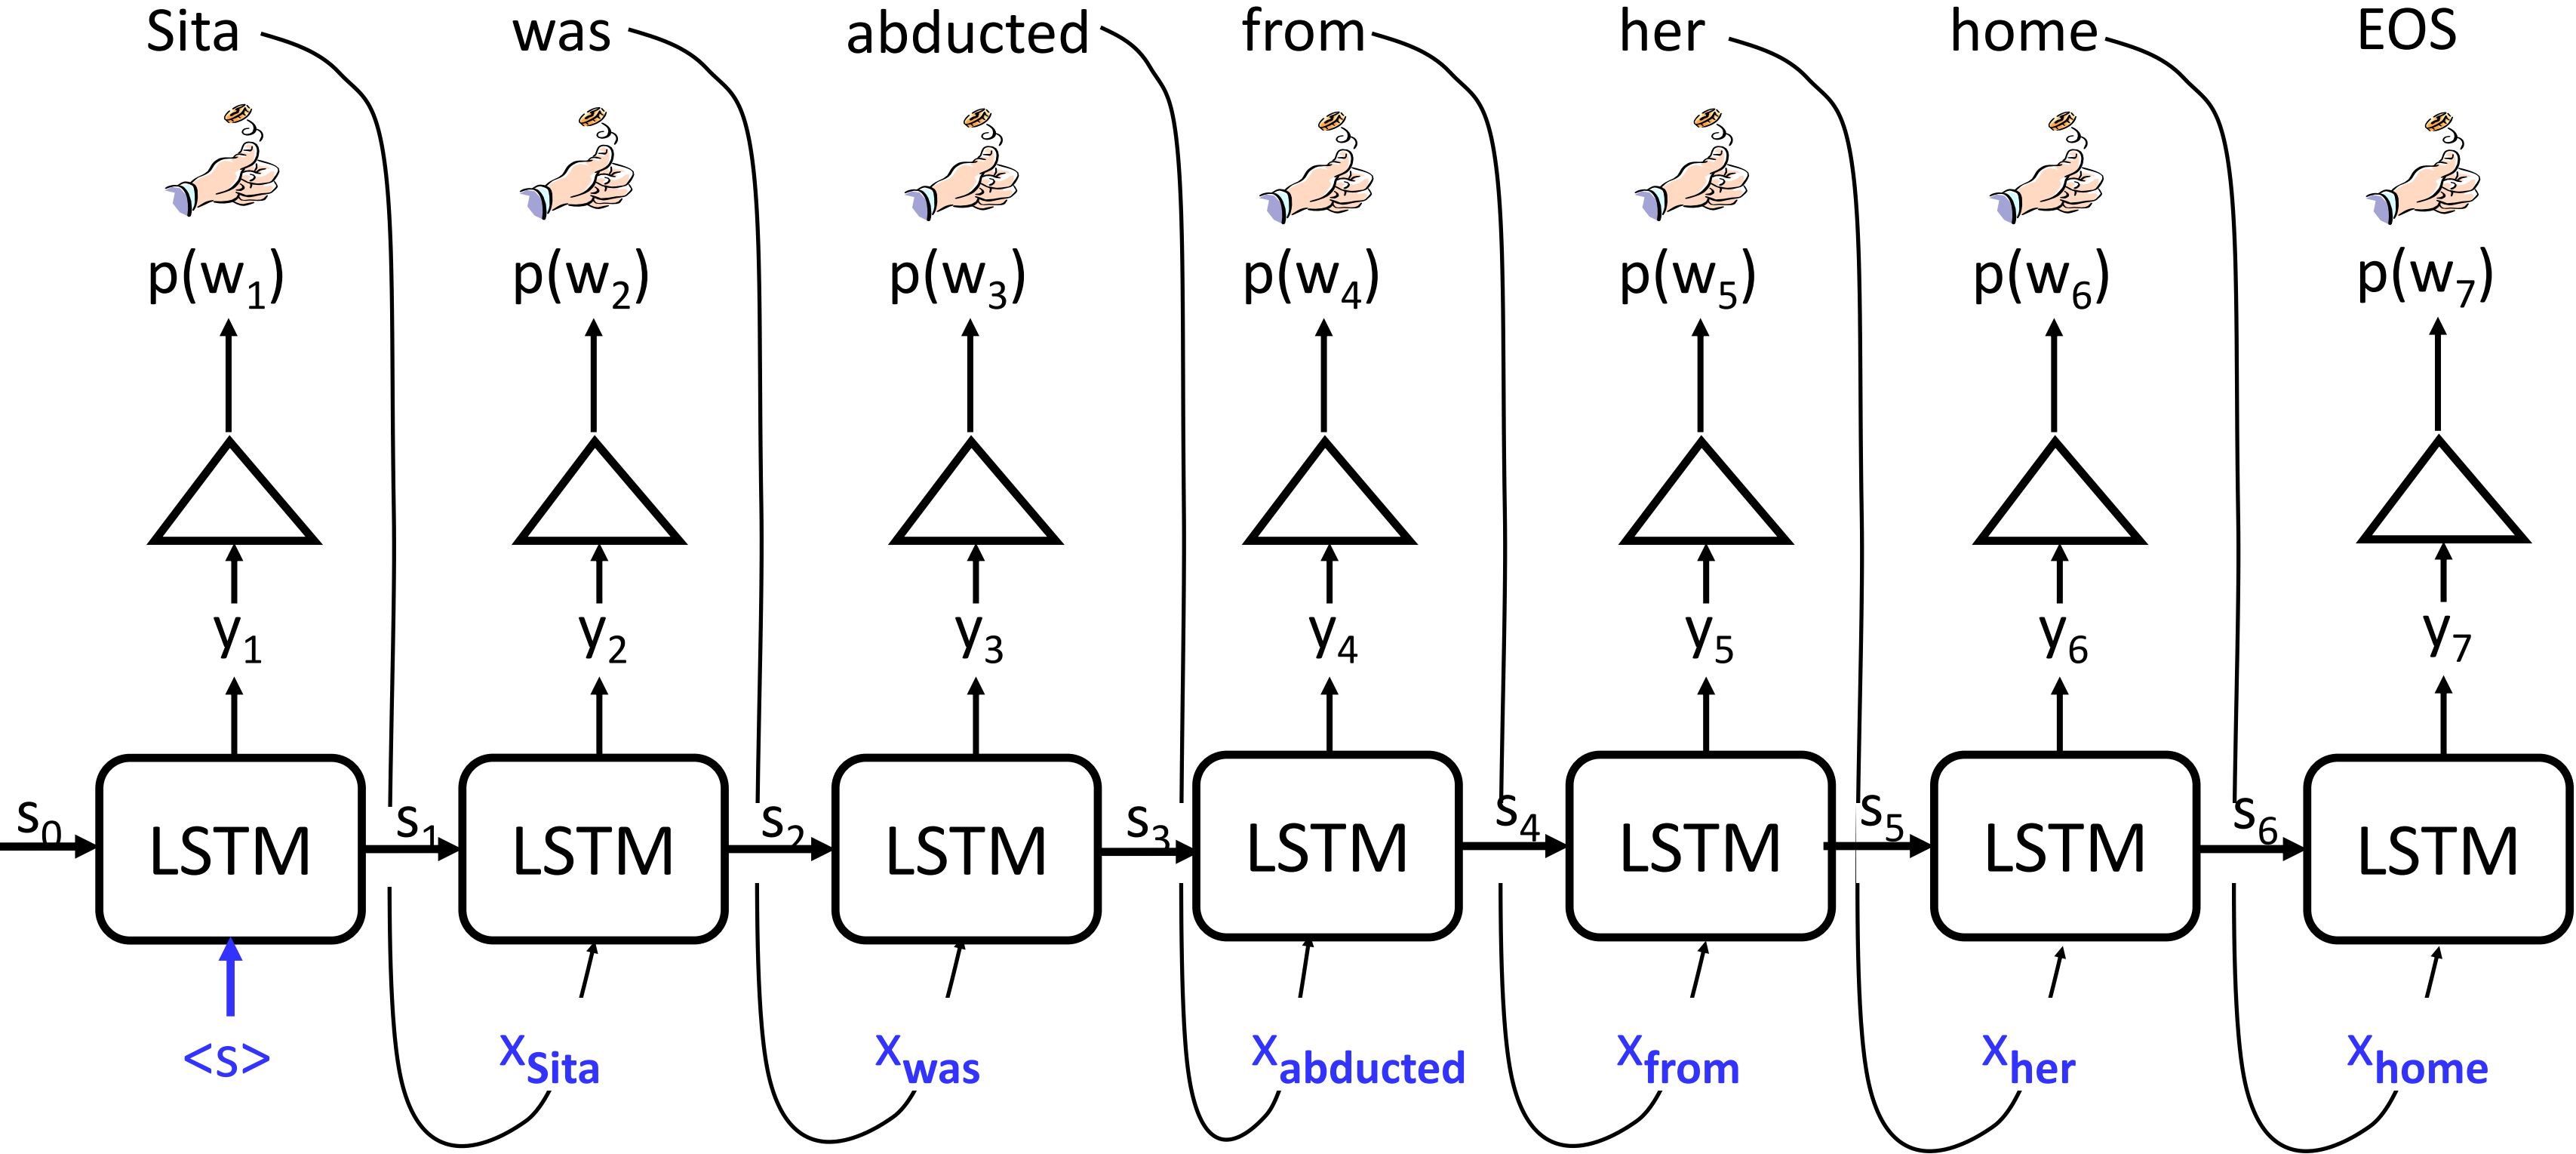 Sita was abducted from her home EOS
p(w1) p(w2) p(w3) p(w4) p(w5) p(w6) p(w7)
y1 y2 y3 y4 y5 y6 y7
s0 LSTM s1 LSTM s2 LSTM s3 LSTM s4 LSTM s5 LSTM s6 LSTM
<s> xSita xwas xabducted xfrom xher xhome